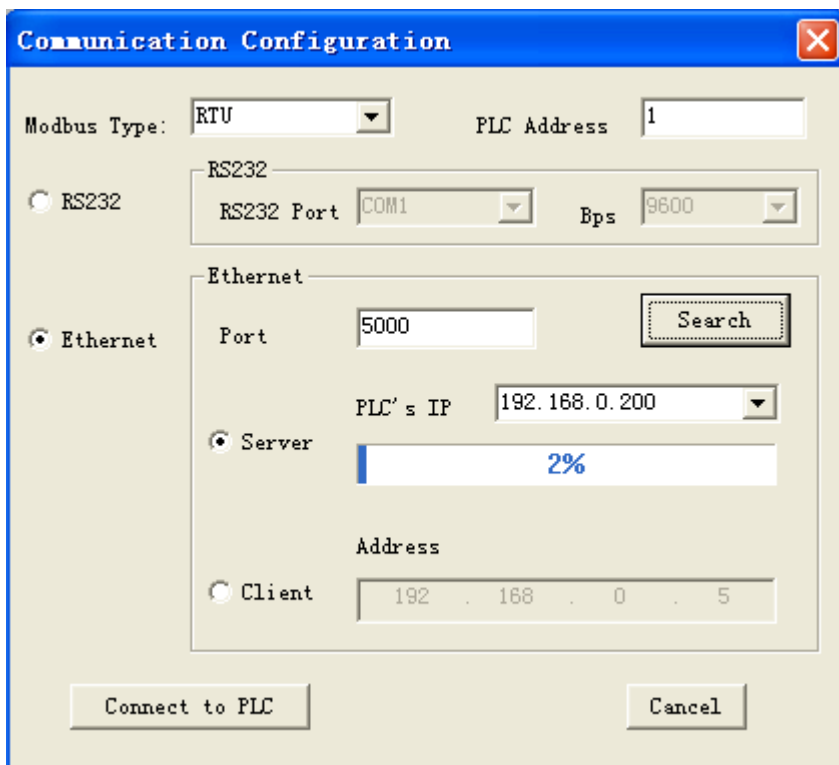 Communication Configuration
Modbus Type: RTU PLC Address 1
RS232
RS232 RS232 Port COM1 Bps 9600
Ethernet
Ethernet Port 5000 Search
PLC's IP 192.168.0.200
Server 2%
Address
Client 192 . 168 . 0 . 5
Connect to PLC Cancel